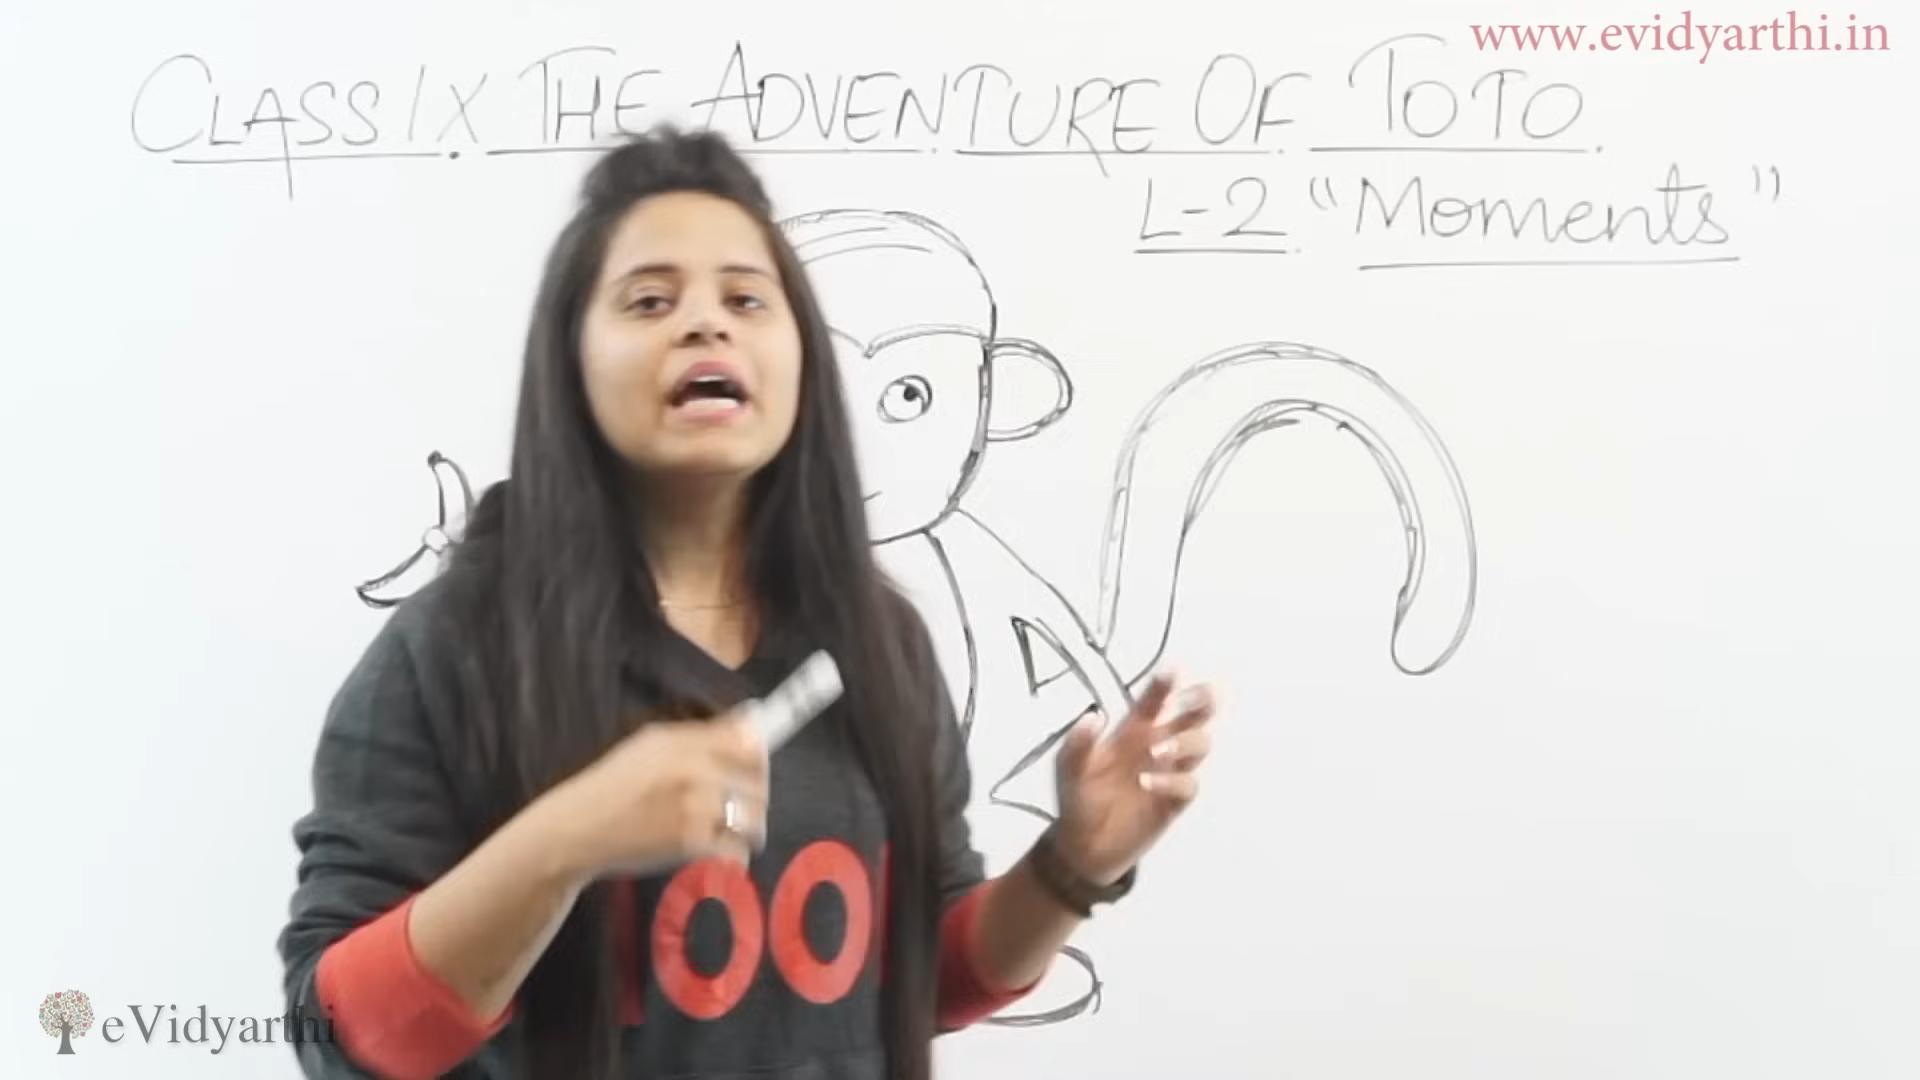 www.evidyarthi.in
CLASS IX THE ADVENTURE OF TOTO.
L-2. "Moments"
eVidyarthi